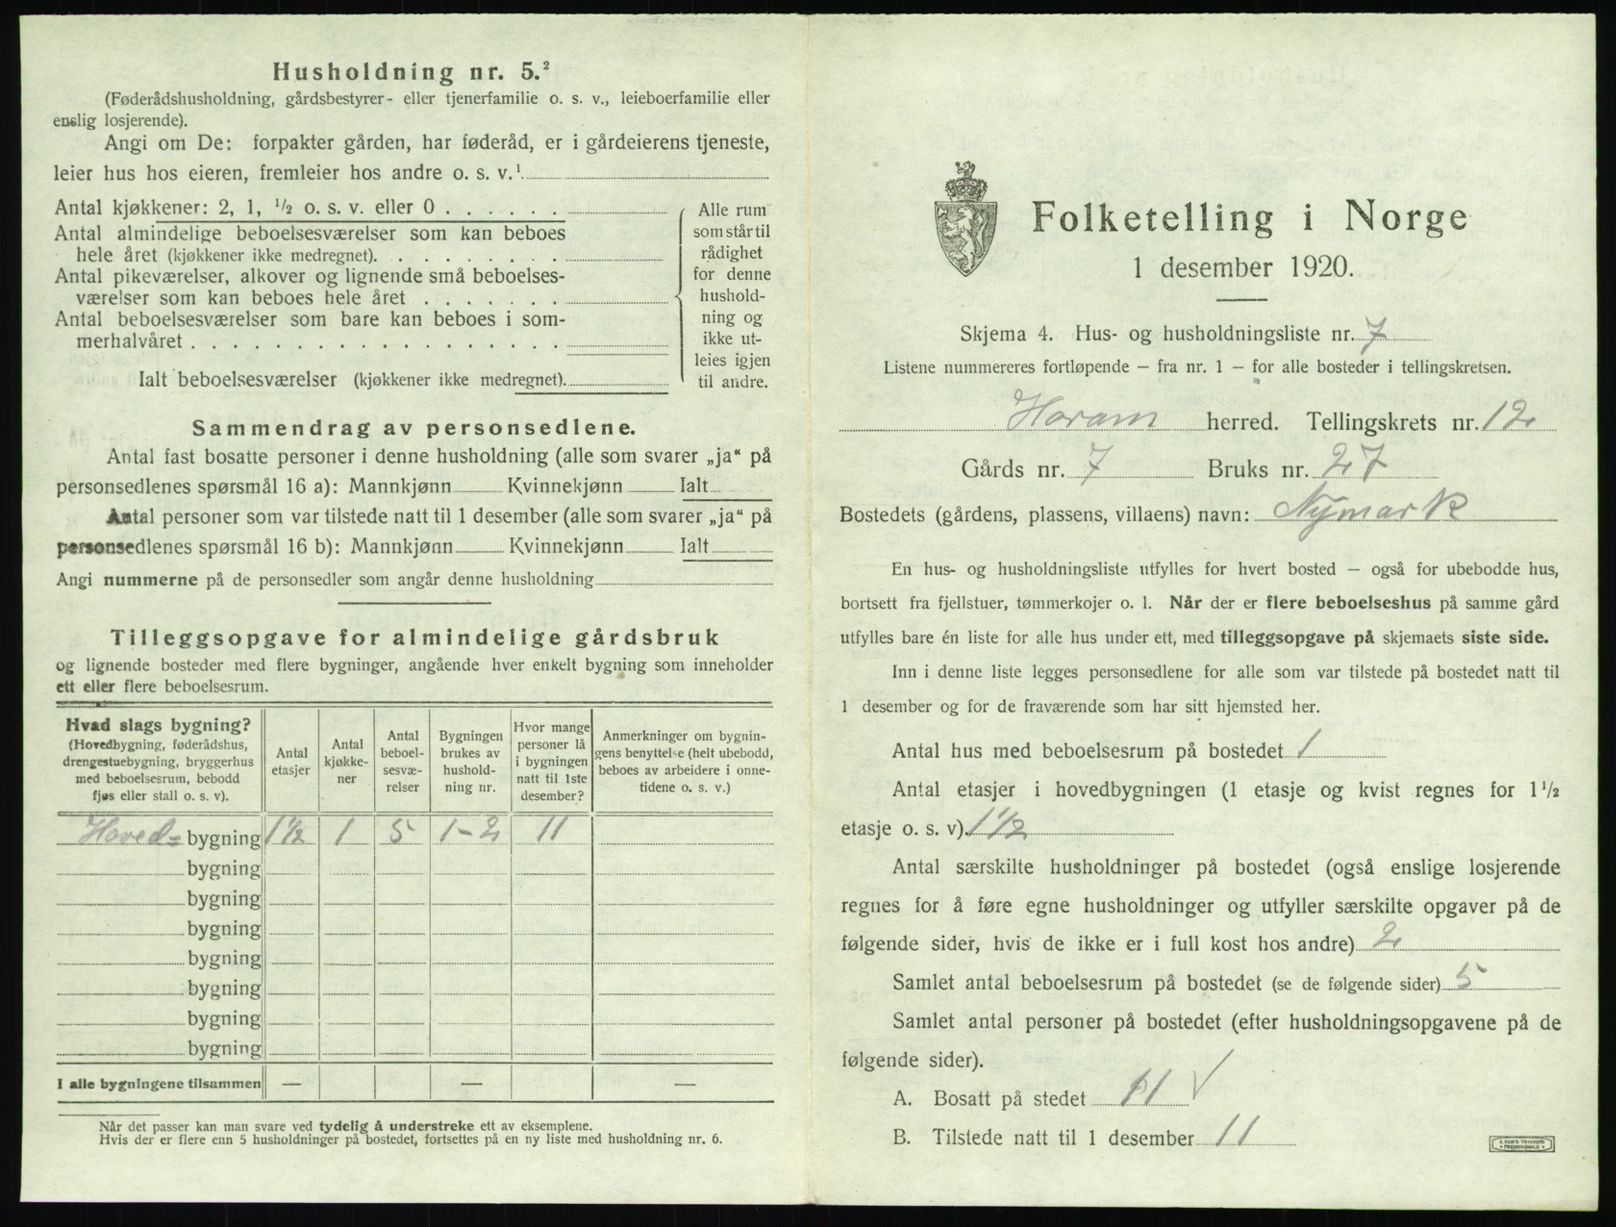 Husholdning nr. 5.²
(Føderådshusholdning, gårdsbestyrer- eller tjenerfamilie o. s. v., leieboerfamilie eller
enslig losjerende).
Angi om De: forpakter gården, har føderåd, er i gårdeierens tjeneste,
leier hus hos eieren, fremleier hos andre o. s. v.¹
Antal kjøkkener: 2, 1, ½ o. s. v. eller 0 . . . . . .
Antal almindelige beboelsesværelser som kan beboes
hele året (kjøkkener ikke medregnet). . . . . . . . .
Antal pikeværelser, alkover og lignende små beboelses-
værelser som kan beboes hele året . . . . . . .
Antal beboelsesværelser som bare kan beboes i som-
merhalvåret . . . . . . . . . . . . . . . . . .
Ialt beboelsesværelser (kjøkkener ikke medregnet).
Alle rum
som står til
rådighet
for denne
hushold-
ning og
ikke ut-
leies igjen
til andre.
Sammendrag av personsedlene.
Antal fast bosatte personer i denne husholdning (alle som svarer „ja“ på
personsedlenes spørsmål 16 a): Mannkjønn Kvinnekjønn Ialt
Antal personer som var tilstede natt til 1 desember (alle som svarer „ja“ på
personsedlenes spørsmål 16 b): Mannkjønn Kvinnekjønn Ialt
Angi nummerne på de personsedler som angår denne husholdning
Tilleggsopgave for almindelige gårdsbruk
og lignende bosteder med flere bygninger, angående hver enkelt bygning som inneholder
ett eller flere beboelsesrum.
Hvad slags bygning?
(Hovedbygning, føderådshus,
drengestuebygning, bryggerhus
med beboelsesrum, bebodd
fjøs eller stall o. s. v).
Antal
etasjer
Antal
kjøkke-
ner
Antal
beboel-
sesvæ-
relser
Bygningen
brukes av
hushold-
ning nr.
Hvor mange
personer lå
i bygningen
natt til 1ste
desember?
Anmerkninger om bygnin-
gens benyttelse (helt ubebodd,
beboes av arbeidere i onne-
tidene o. s. v.)
Hoved- bygning 1½ 1 5 1-2 11
bygning
bygning
bygning
bygning
bygning
bygning
bygning
I alle bygningene tilsammen — — —
Når det passer kan man svare ved tydelig å understreke ett av eksemplene.
Hvis der er flere enn 5 husholdninger på bostedet, fortsettes på en ny liste med husholdning nr. 6.
Folketelling i Norge
1 desember 1920.
Skjema 4. Hus- og husholdningsliste nr. 7
Listene nummereres fortløpende — fra nr. 1 — for alle bosteder i tellingskretsen.
Haram herred. Tellingskrets nr. 12
Gårds nr. 7 Bruks nr. 27
Bostedets (gårdens, plassens, villaens) navn: Nymark
En hus- og husholdningsliste utfylles for hvert bosted — også for ubebodde hus,
bortsett fra fjellstuer, tømmerkojer o. l. Når der er flere beboelseshus på samme gård
utfylles bare én liste for alle hus under ett, med tilleggsopgave på skjemaets siste side.
Inn i denne liste legges personsedlene for alle som var tilstede på bostedet natt til
1 desember og for de fraværende som har sitt hjemsted her.
Antal hus med beboelsesrum på bostedet 1
Antal etasjer i hovedbygningen (1 etasje og kvist regnes for 1½
etasje o. s. v). 1½
Antal særskilte husholdninger på bostedet (også enslige losjerende
regnes for å føre egne husholdninger og utfyller særskilte opgaver på de
følgende sider, hvis de ikke er i full kost hos andre) 2
Samlet antal beboelsesrum på bostedet (se de følgende sider) 5
Samlet antal personer på bostedet (efter husholdningsopgavene på de
følgende sider).
A. Bosatt på stedet 11 √
B. Tilstede natt til 1 desember 11